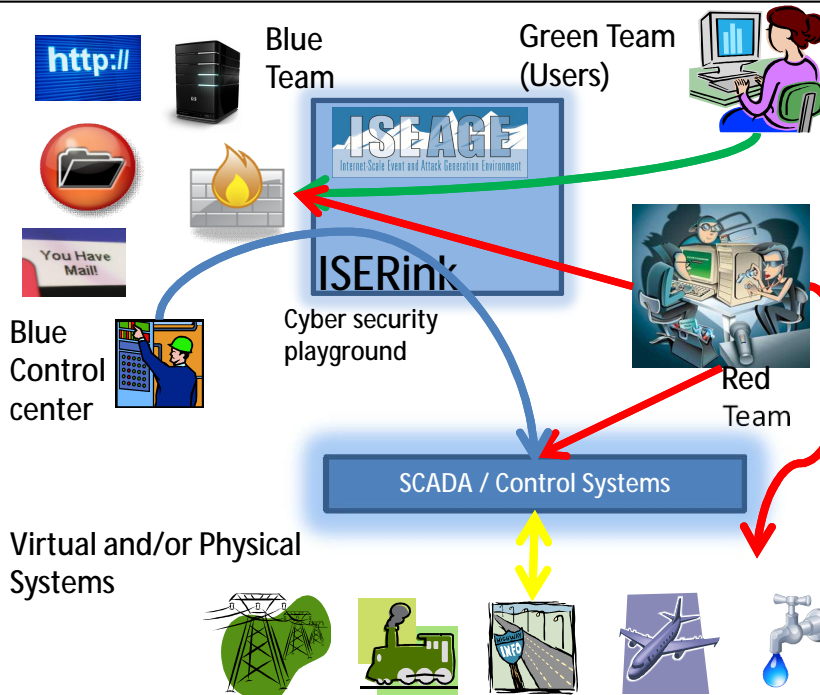 http://
Blue
Team
Green Team
(Users)
ISEAGE
Internet-Scale Event and Attack Generation Environment
You Have
Mail!
ISERink
Cyber security
playground
Blue
Control
center
Red
Team
SCADA / Control Systems
Virtual and/or Physical
Systems
HIGHWAY
INFO